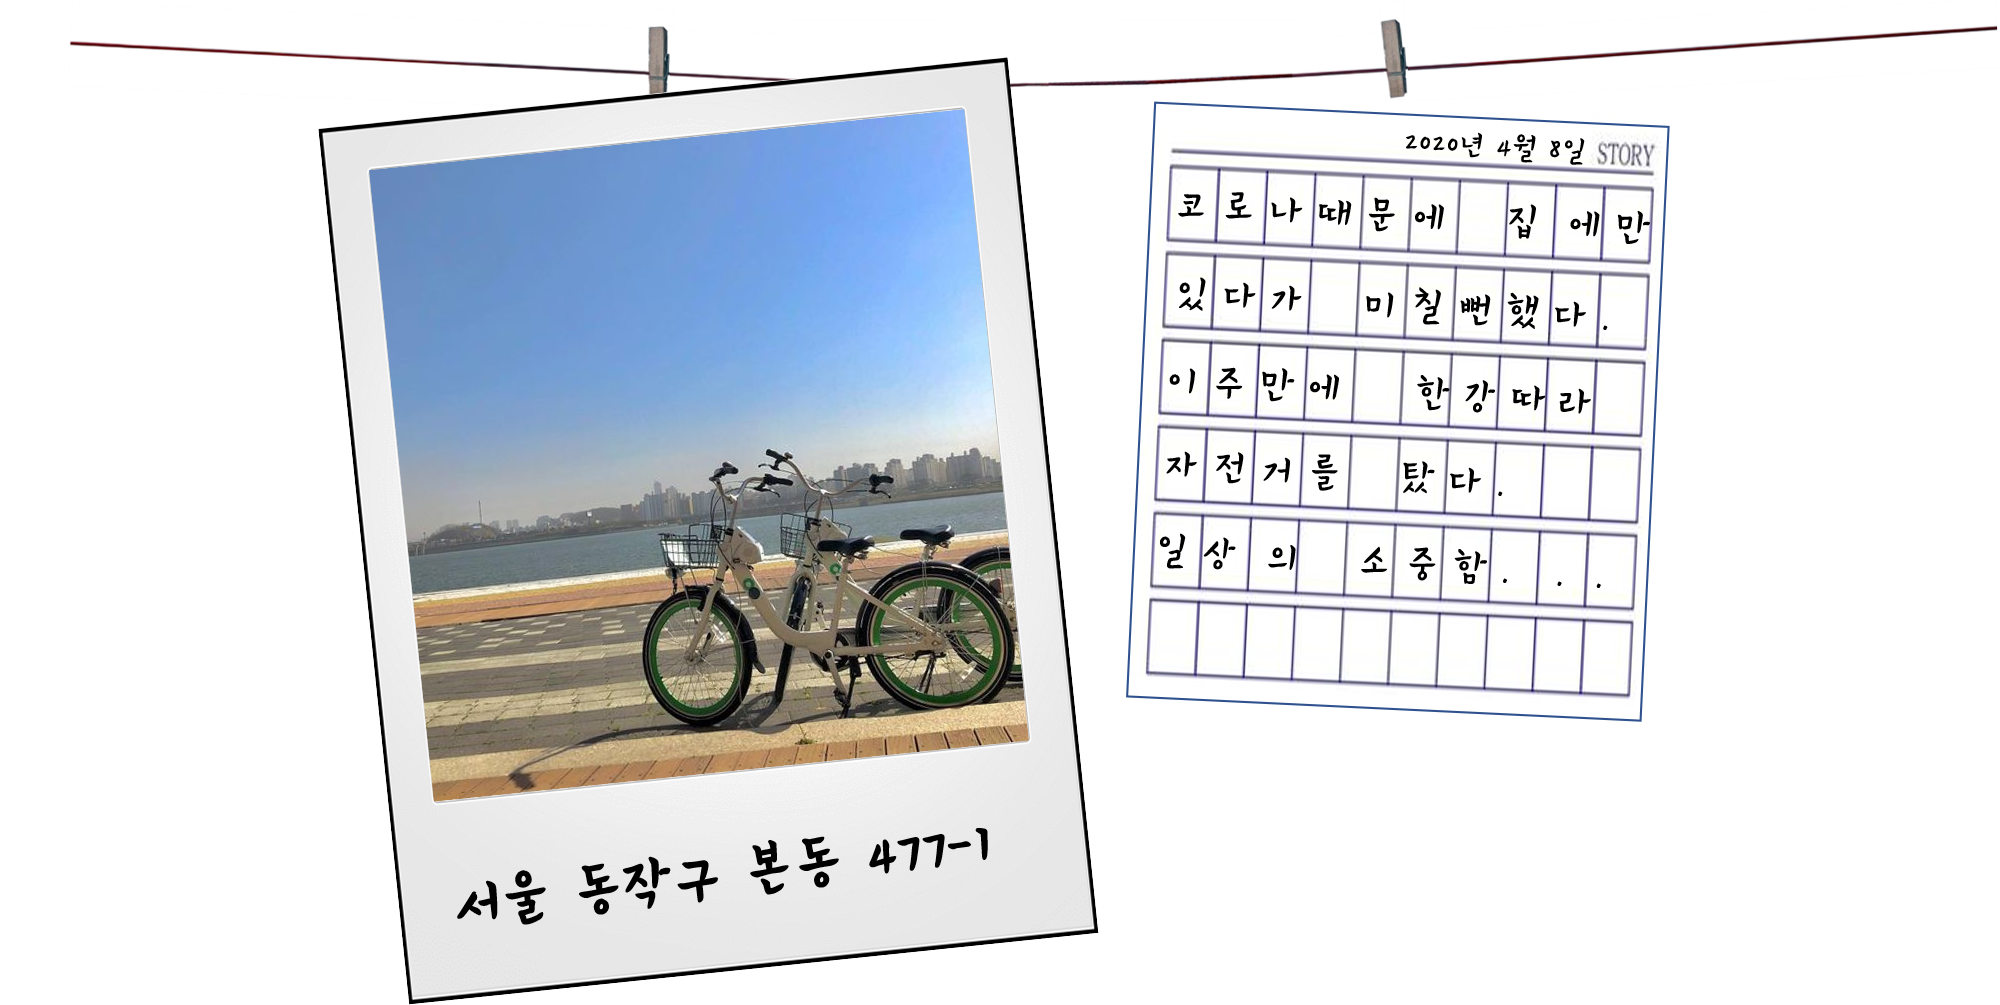 서울 동작구 본동 477-1
2020년 4월 8일 STORY
코로나때문에 집에만
있다가 미칠뻔했다.
이주만에 한강따라
자전거를 탔다.
일상의 소중함...